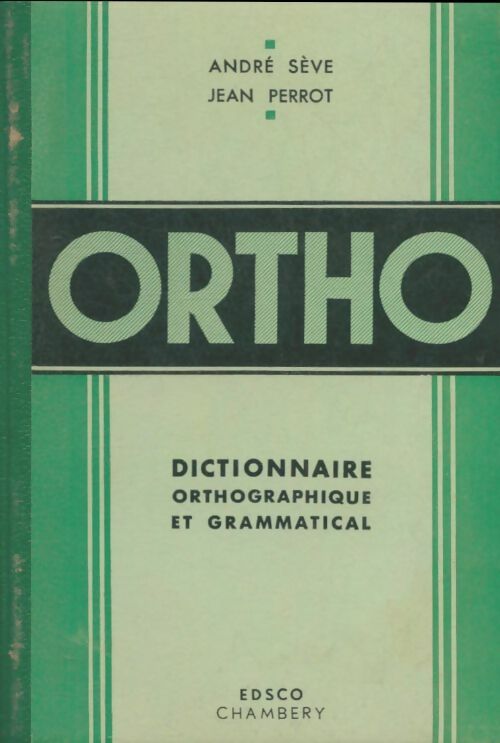 ANDRÉ SÈVE
JEAN PERROT
ORTHO
DICTIONNAIRE
ORTHOGRAPHIQUE
ET GRAMMATICAL
EDSCO
CHAMBERY